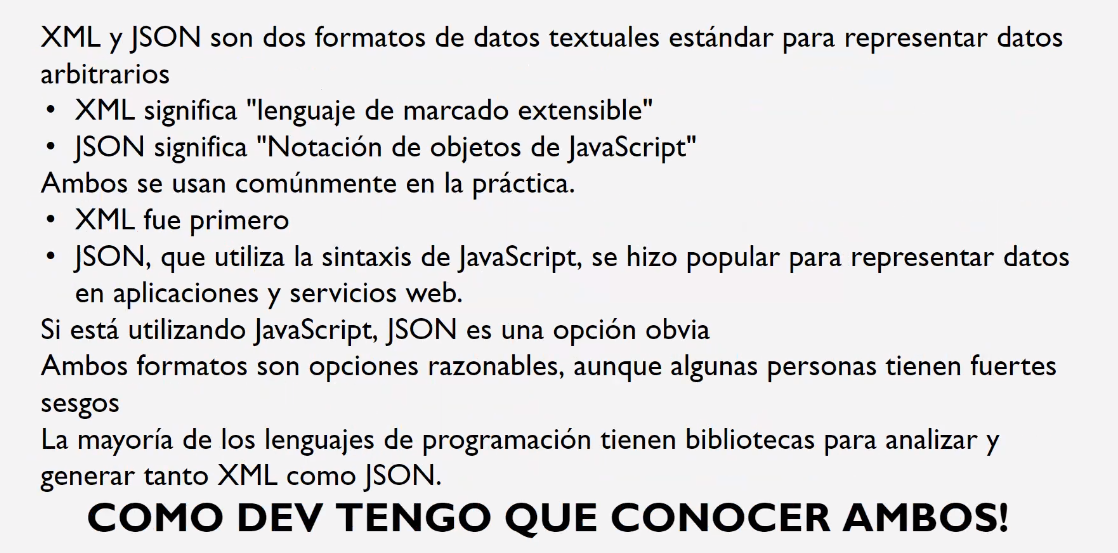 XML y JSON son dos formatos de datos textuales estándar para representar datos
arbitrarios
• XML significa "lenguaje de marcado extensible"
• JSON significa "Notación de objetos de JavaScript"
Ambos se usan comúnmente en la práctica.
• XML fue primero
• JSON, que utiliza la sintaxis de JavaScript, se hizo popular para representar datos
en aplicaciones y servicios web.
Si está utilizando JavaScript, JSON es una opción obvia
Ambos formatos son opciones razonables, aunque algunas personas tienen fuertes
sesgos
La mayoría de los lenguajes de programación tienen bibliotecas para analizar y
generar tanto XML como JSON.
COMO DEV TENGO QUE CONOCER AMBOS!